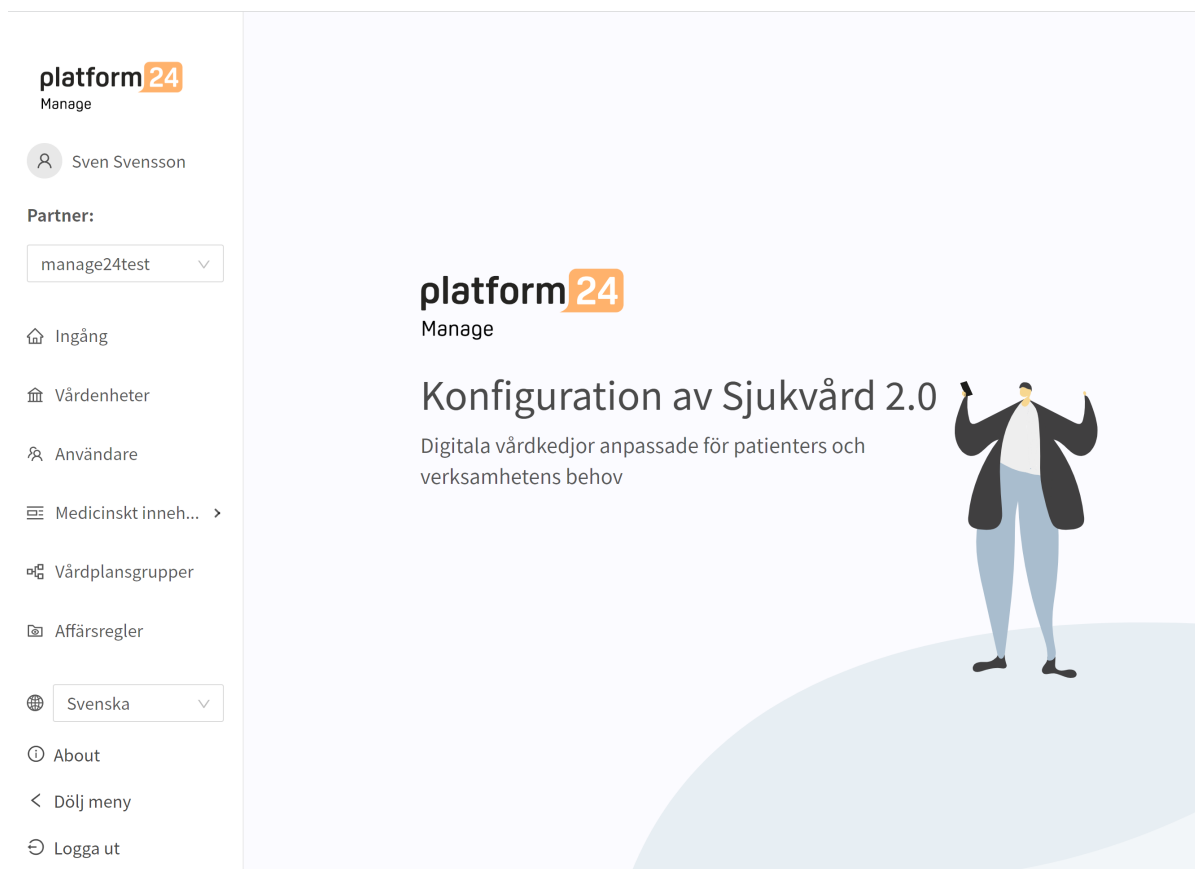 platform24
Manage
Sven Svensson
Partner:
manage24test
Ingång
Vårdenheter
Användare
Medicinskt inneh...
Vårdplansgrupper
Affärsregler
Svenska
About
Dölj meny
Logga ut
platform24
Manage
Konfiguration av Sjukvård 2.0
Digitala vårdkedjor anpassade för patienters och
verksamhetens behov